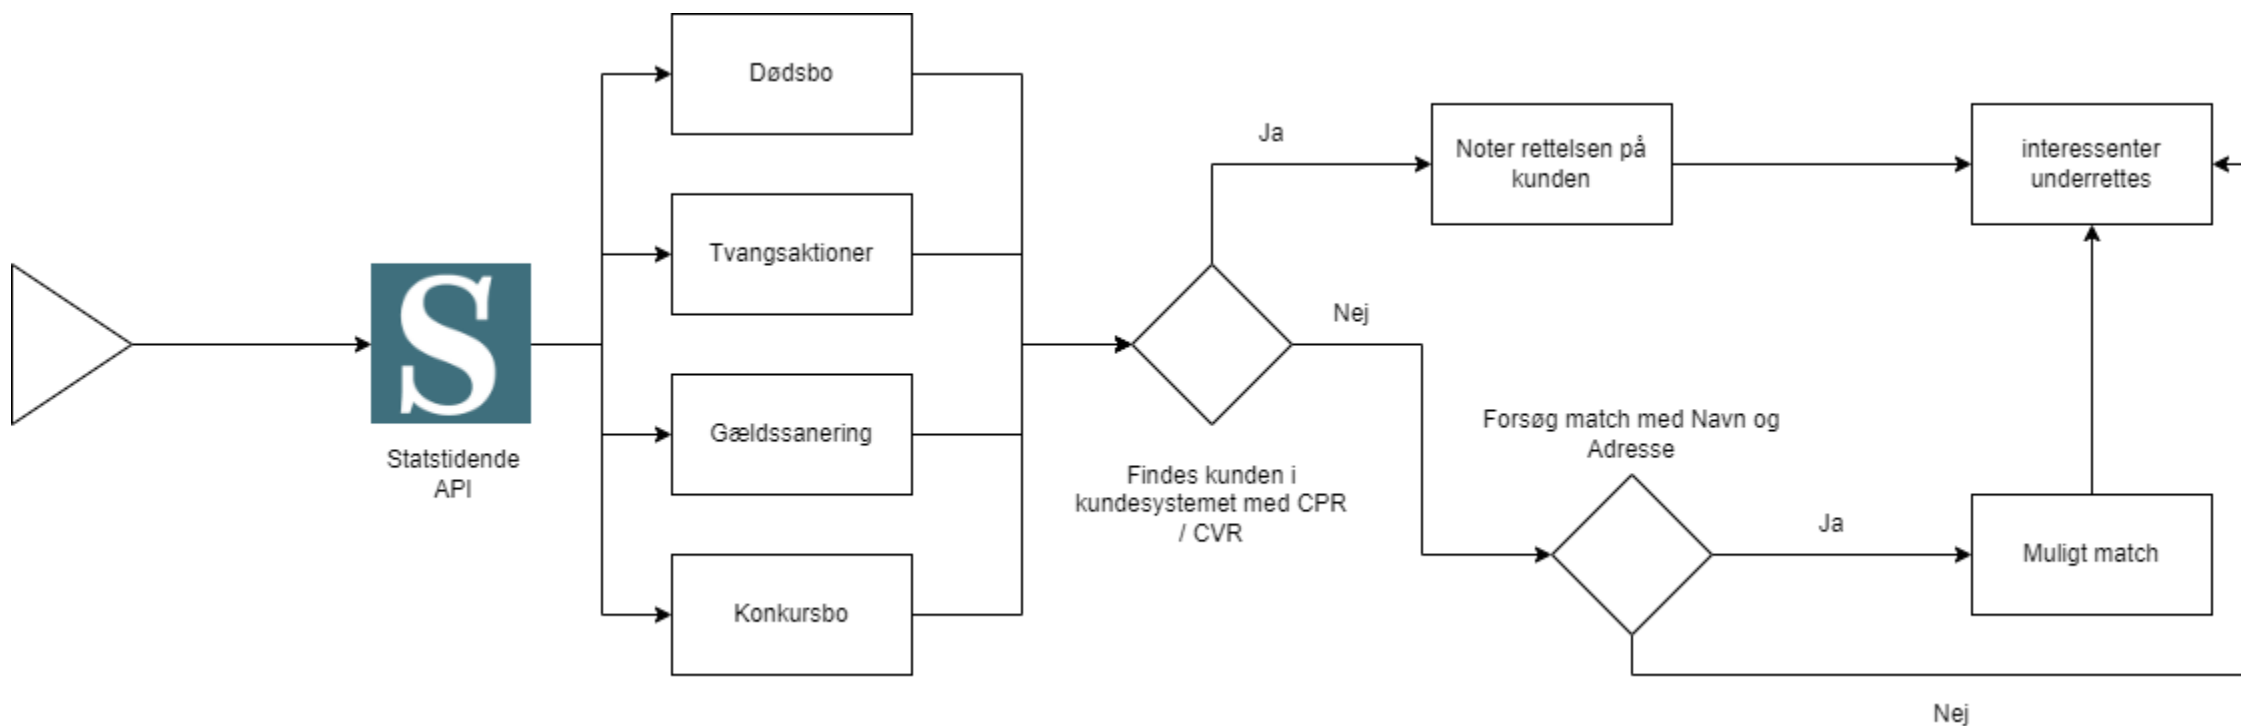 S
Statstidende
API
Dødsbo
Tvangsaktioner
Gældssanering
Konkursbo
Findes kunden i
kundesystemet med CPR
/ CVR
Ja
Noter rettelsen på
kunden
interessenter
underrettes
Nej
Forsøg match med Navn og
Adresse
Ja
Muligt match
Nej